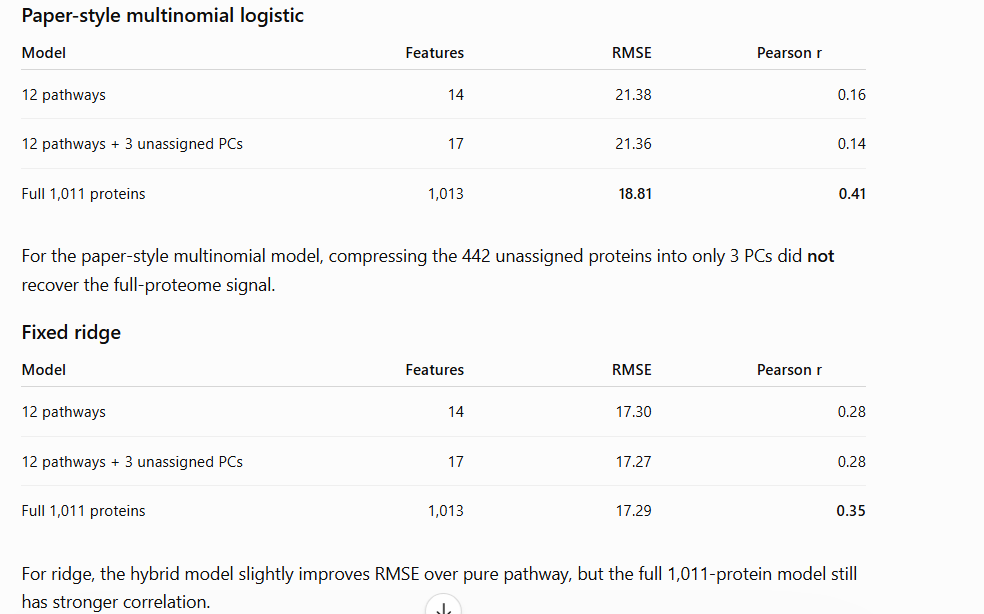 Paper-style multinomial logistic
Model Features RMSE Pearson r
12 pathways 14 21.38 0.16
12 pathways + 3 unassigned PCs 17 21.36 0.14
Full 1,011 proteins 1,013 18.81 0.41
For the paper-style multinomial model, compressing the 442 unassigned proteins into only 3 PCs did not
recover the full-proteome signal.
Fixed ridge
Model Features RMSE Pearson r
12 pathways 14 17.30 0.28
12 pathways + 3 unassigned PCs 17 17.27 0.28
Full 1,011 proteins 1,013 17.29 0.35
For ridge, the hybrid model slightly improves RMSE over pure pathway, but the full 1,011-protein model still
has stronger correlation.